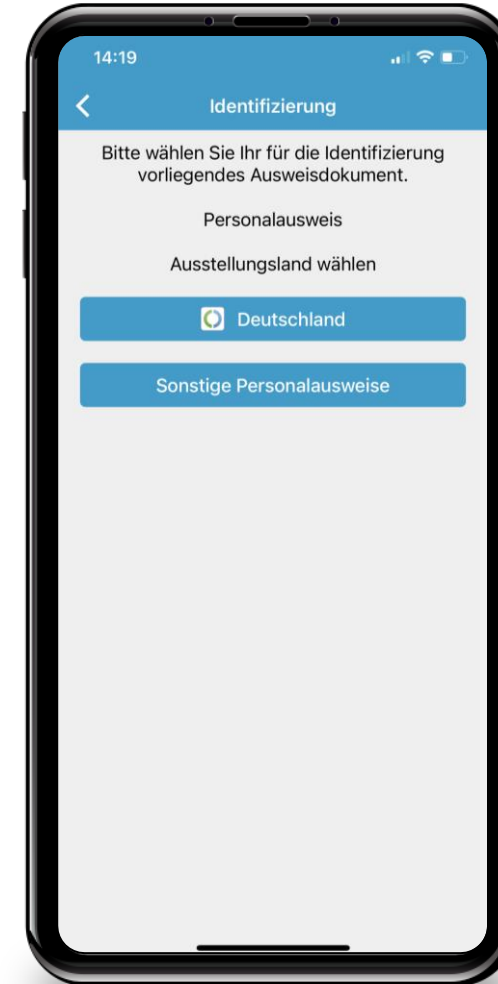 14:19
Identifizierung
Bitte wählen Sie Ihr für die Identifizierung
vorliegendes Ausweisdokument.
Personalausweis
Ausstellungsland wählen
Deutschland
Sonstige Personalausweise